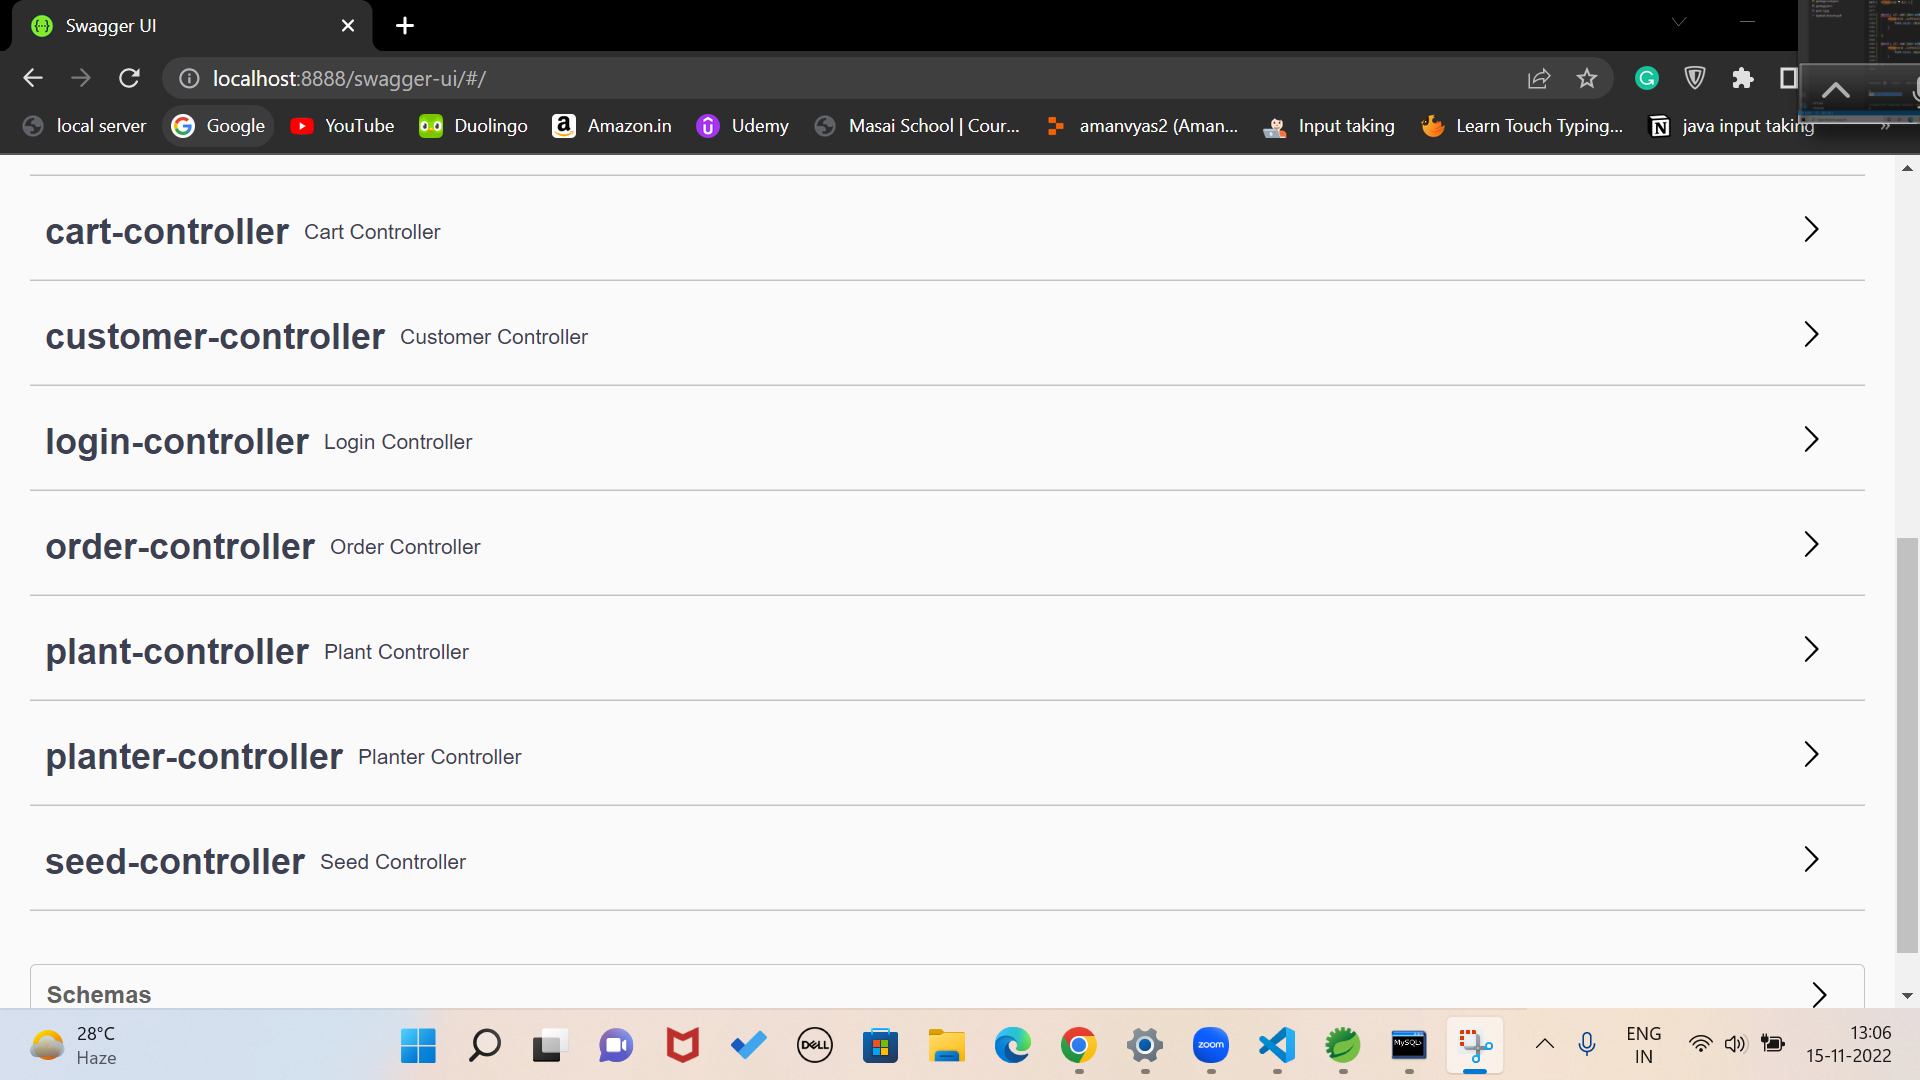 Swagger UI
localhost:8888/swagger-ui/#/
local server Google YouTube Duolingo Amazon.in Udemy Masai School | Cour... amanvyas2 (Aman... Input taking Learn Touch Typing... java input taking »
cart-controller Cart Controller
customer-controller Customer Controller
login-controller Login Controller
order-controller Order Controller
plant-controller Plant Controller
planter-controller Planter Controller
seed-controller Seed Controller
Schemas
28°C
Haze
DELL
zoom
MySQL
ENG
IN
13:06
15-11-2022